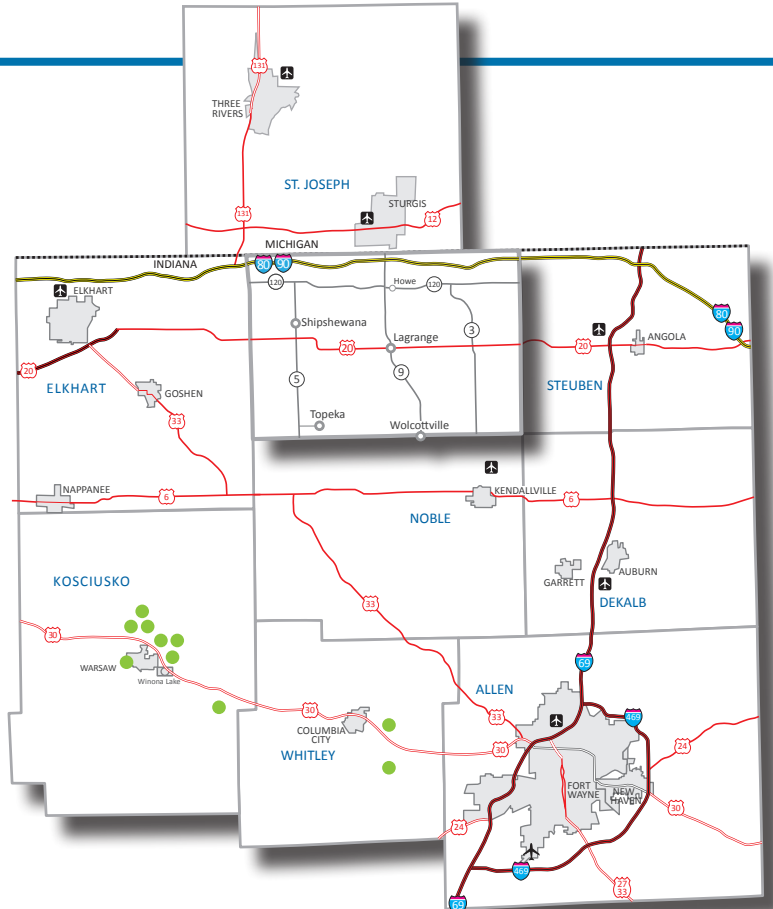 131
THREE
RIVERS
ST. JOSEPH
STURGIS
131
12
MICHIGAN
INDIANA
80
90
120
Howe
120
ELKHART
Shipshewana
3
80
90
Lagrange
20
20
ANGOLA
20
ELKHART
5
9
STEUBEN
GOSHEN
33
Topeka
Wolcottville
NAPPANEE
6
KENDALLVILLE
6
NOBLE
KOSCIUSKO
GARRETT
AUBURN
DEKALB
33
30
WARSAW
Winona Lake
69
ALLEN
30
COLUMBIA
CITY
33
469
WHITLEY
30
24
FORT
WAYNE
NEW
HAVEN
30
24
469
27
33
69